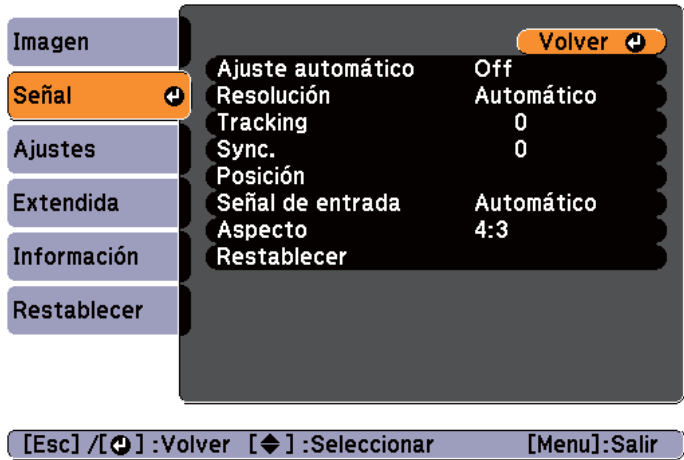 Imagen
Señal
Ajustes
Extendida
Información
Restablecer
Volver
Ajuste automático Off
Resolución Automático
Tracking 0
Sync. 0
Posición
Señal de entrada Automático
Aspecto 4:3
Restablecer
[Esc] /[ ] :Volver [ ] :Seleccionar [Menu]:Salir